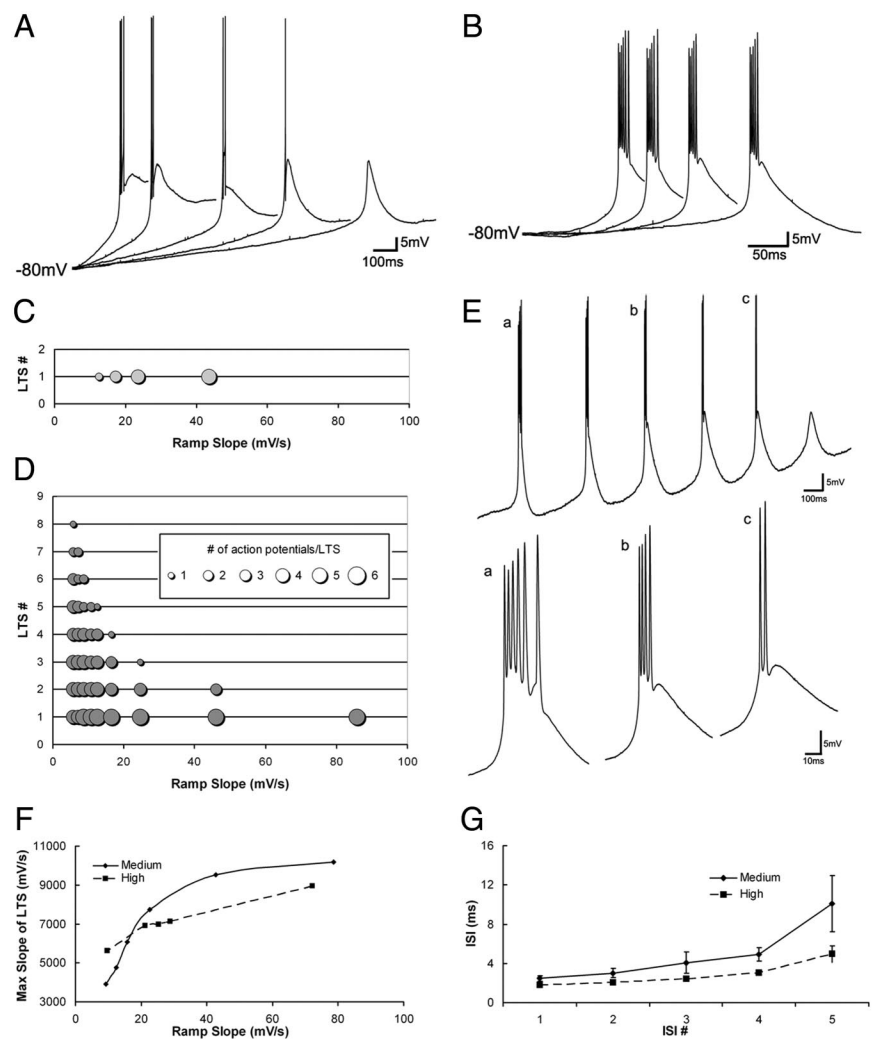 A
-80mV
5mV
100ms
B
-80mV
5mV
50ms
C
LTS #
2
1
0
0 20 40 60 80 100
Ramp Slope (mV/s)
D
LTS #
9
8
7
6
5
4
3
2
1
0
# of action potentials/LTS
1 2 3 4 5 6
0 20 40 60 80 100
Ramp Slope (mV/s)
E
a b c
5mV
100ms
a b c
5mV
10ms
F
Max Slope of LTS (mV/s)
11000
9000
7000
5000
3000
Medium
High
0 20 40 60 80 100
Ramp Slope (mV/s)
G
ISI
(ms)
16
12
8
4
0
Medium
High
1 2 3 4 5
ISI #